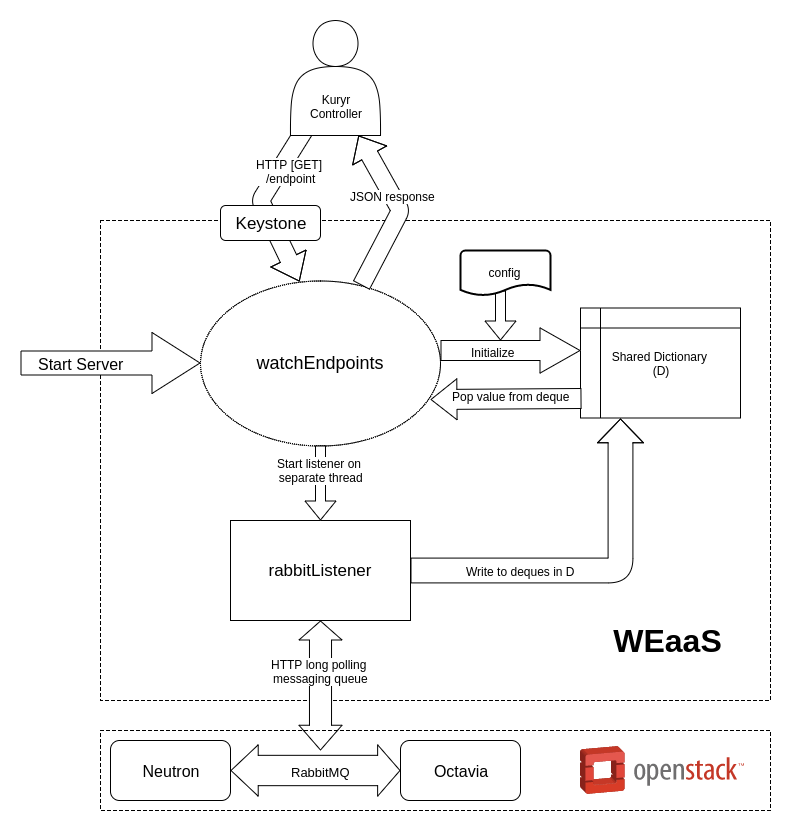 Kuryr
Controller
HTTP [GET]
/endpoint
JSON response
Keystone
config
Start Server
watchEndpoints
Initialize
Shared Dictionary
(D)
Pop value from deque
Start listener on
separate thread
rabbitListener
Write to deques in D
WEaaS
HTTP long polling
messaging queue
Neutron
RabbitMQ
Octavia
openstack™